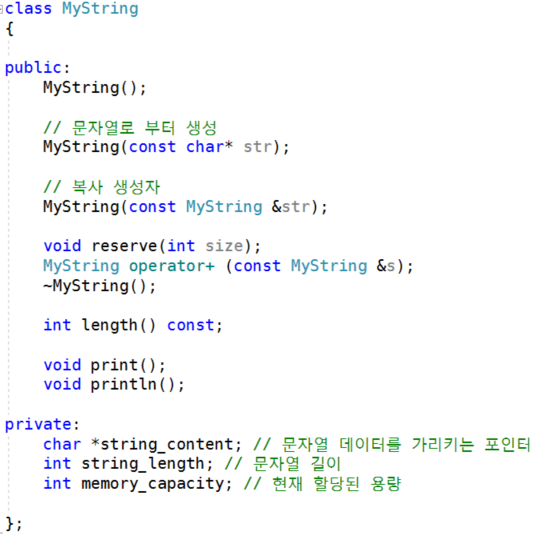 class MyString
{
public:
MyString();
// 문자열로 부터 생성
MyString(const char* str);
// 복사 생성자
MyString(const MyString &str);
void reserve(int size);
MyString operator+ (const MyString &s);
~MyString();
int length() const;
void print();
void println();
private:
char *string_content; // 문자열 데이터를 가리키는 포인터
int string_length; // 문자열 길이
int memory_capacity; // 현재 할당된 용량
};